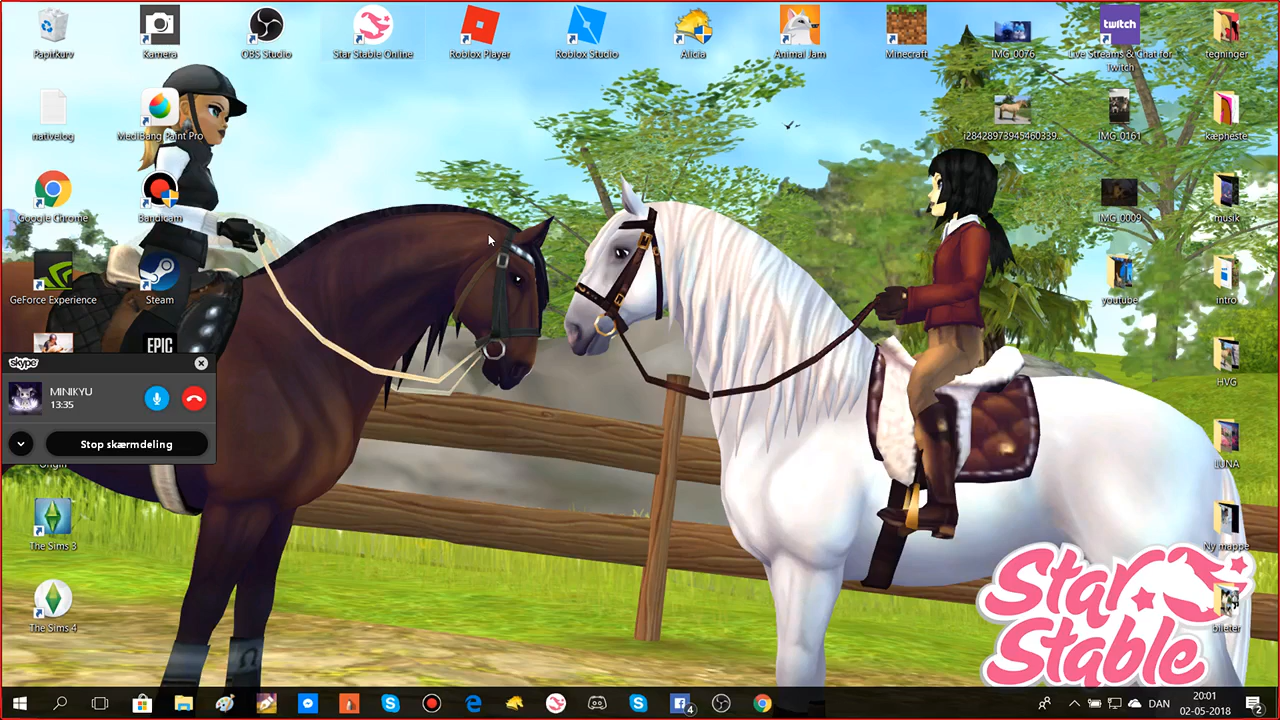 Papirkurv
Kamera
OBS Studio
Star Stable Online
Roblox Player
Roblox Studio
Alicia
Animal Jam
Minecraft
IMG_0076
twitch
Live Streams & Chat for
Twitch
tegninger
nativelog
MediBang Paint Pro
i28428973945460339...
IMG_0161
kæpheste
Google Chrome
Bandicam
IMG_0009
musik
GeForce Experience
Steam
youtube
intro
EPIC
skype
MINIKYU
13:35
Stop skærmdeling
HVG
Origin
LUNA
The Sims 3
Ny mappe
The Sims 4
billeter
Star
Stable
4
DAN
20:01
02-05-2018
2